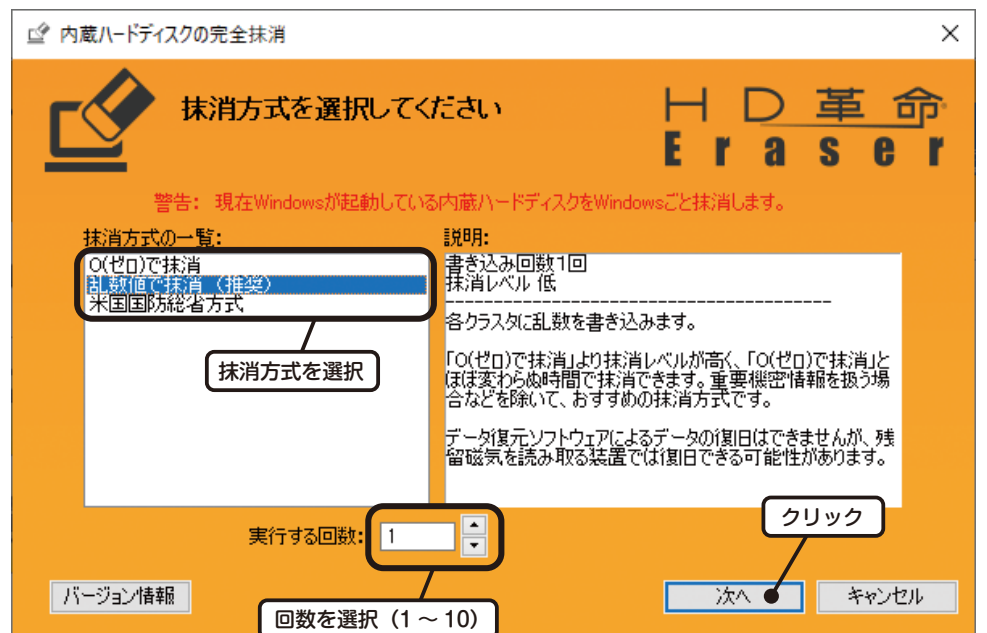 内蔵ハードディスクの完全抹消
抹消方式を選択してください
HD革命
Eraser
警告： 現在Windowsが起動している内蔵ハードディスクをWindowsごと抹消します。
抹消方式の一覧:
0(ゼロ)で抹消
乱数値で抹消（推奨）
米国国防総省方式
抹消方式を選択
説明:
書き込み回数1回
抹消レベル 低
----------------------------------------
各クラスタに乱数を書き込みます。
「0(ゼロ)で抹消」より抹消レベルが高く、「0(ゼロ)で抹消」と
ほぼ変わらぬ時間で抹消できます。重要機密情報を扱う場
合などを除いて、おすすめの抹消方式です。
データ復元ソフトウェアによるデータの復旧はできませんが、残
留磁気を読み取る装置では復旧できる可能性があります。
実行する回数: 1
クリック
バージョン情報
回数を選択（1～10）
次へ
キャンセル